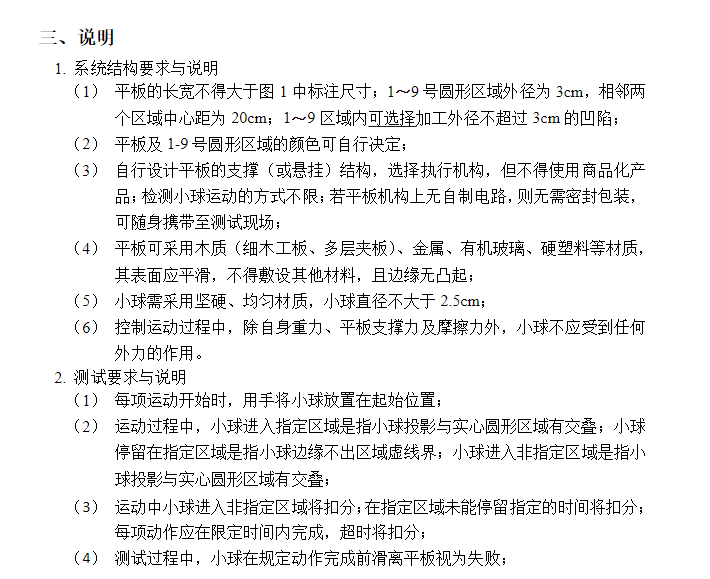 三、说明
1. 系统结构要求与说明
（1） 平板的长宽不得大于图 1 中标注尺寸；1～9 号圆形区域外径为 3cm，相邻两
个区域中心距为 20cm；1～9 区域内可选择加工外径不超过 3cm 的凹陷；
（2） 平板及 1-9 号圆形区域的颜色可自行决定；
（3） 自行设计平板的支撑（或悬挂）结构，选择执行机构，但不得使用商品化产
品；检测小球运动的方式不限；若平板机构上无自制电路，则无需密封包装，
可随身携带至测试现场；
（4） 平板可采用木质（细木工板、多层夹板）、金属、有机玻璃、硬塑料等材质，
其表面应平滑，不得敷设其他材料，且边缘无凸起；
（5） 小球需采用坚硬、均匀材质，小球直径不大于 2.5cm；
（6） 控制运动过程中，除自身重力、平板支撑力及摩擦力外，小球不应受到任何
外力的作用。
2. 测试要求与说明
（1） 每项运动开始时，用手将小球放置在起始位置；
（2） 运动过程中，小球进入指定区域是指小球投影与实心圆形区域有交叠；小球
停留在指定区域是指小球边缘不出区域虚线界；小球进入非指定区域是指小
球投影与实心圆形区域有交叠；
（3） 运动中小球进入非指定区域将扣分；在指定区域未能停留指定的时间将扣分；
每项动作应在限定时间内完成，超时将扣分；
（4） 测试过程中，小球在规定动作完成前滑离平板视为失败；